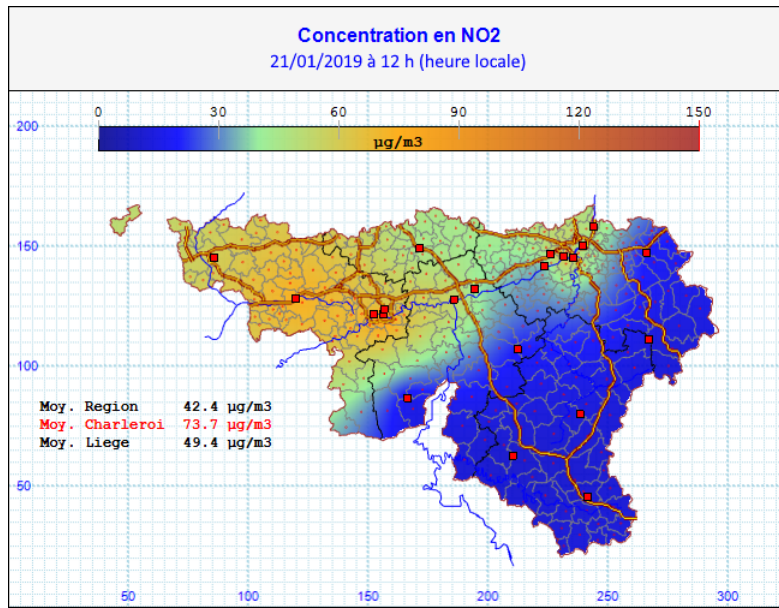 Concentration en NO2
21/01/2019 à 12 h (heure locale)
0 30 60 90 120 150
µg/m3
200
150
100
50
Moy. Region 42.4 µg/m3
Moy. Charleroi 73.7 µg/m3
Moy. Liege 49.4 µg/m3
50 100 150 200 250 300